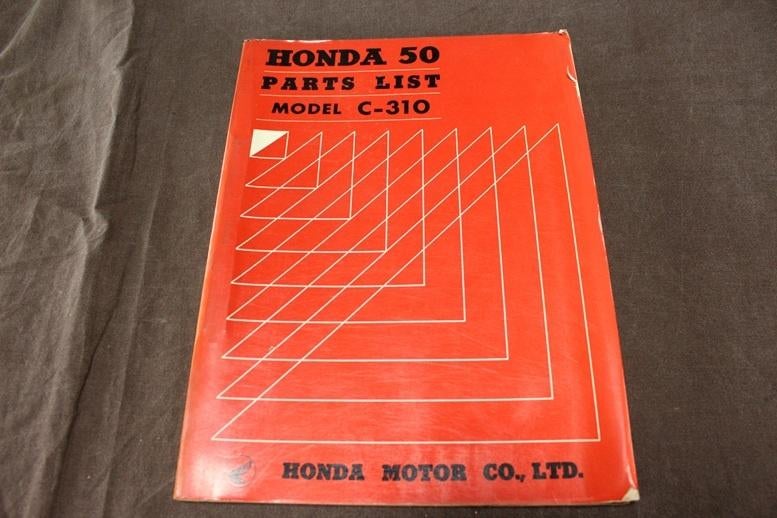 HONDA 50
PARTS LIST
MODEL C-310
HONDA MOTOR CO., LTD.